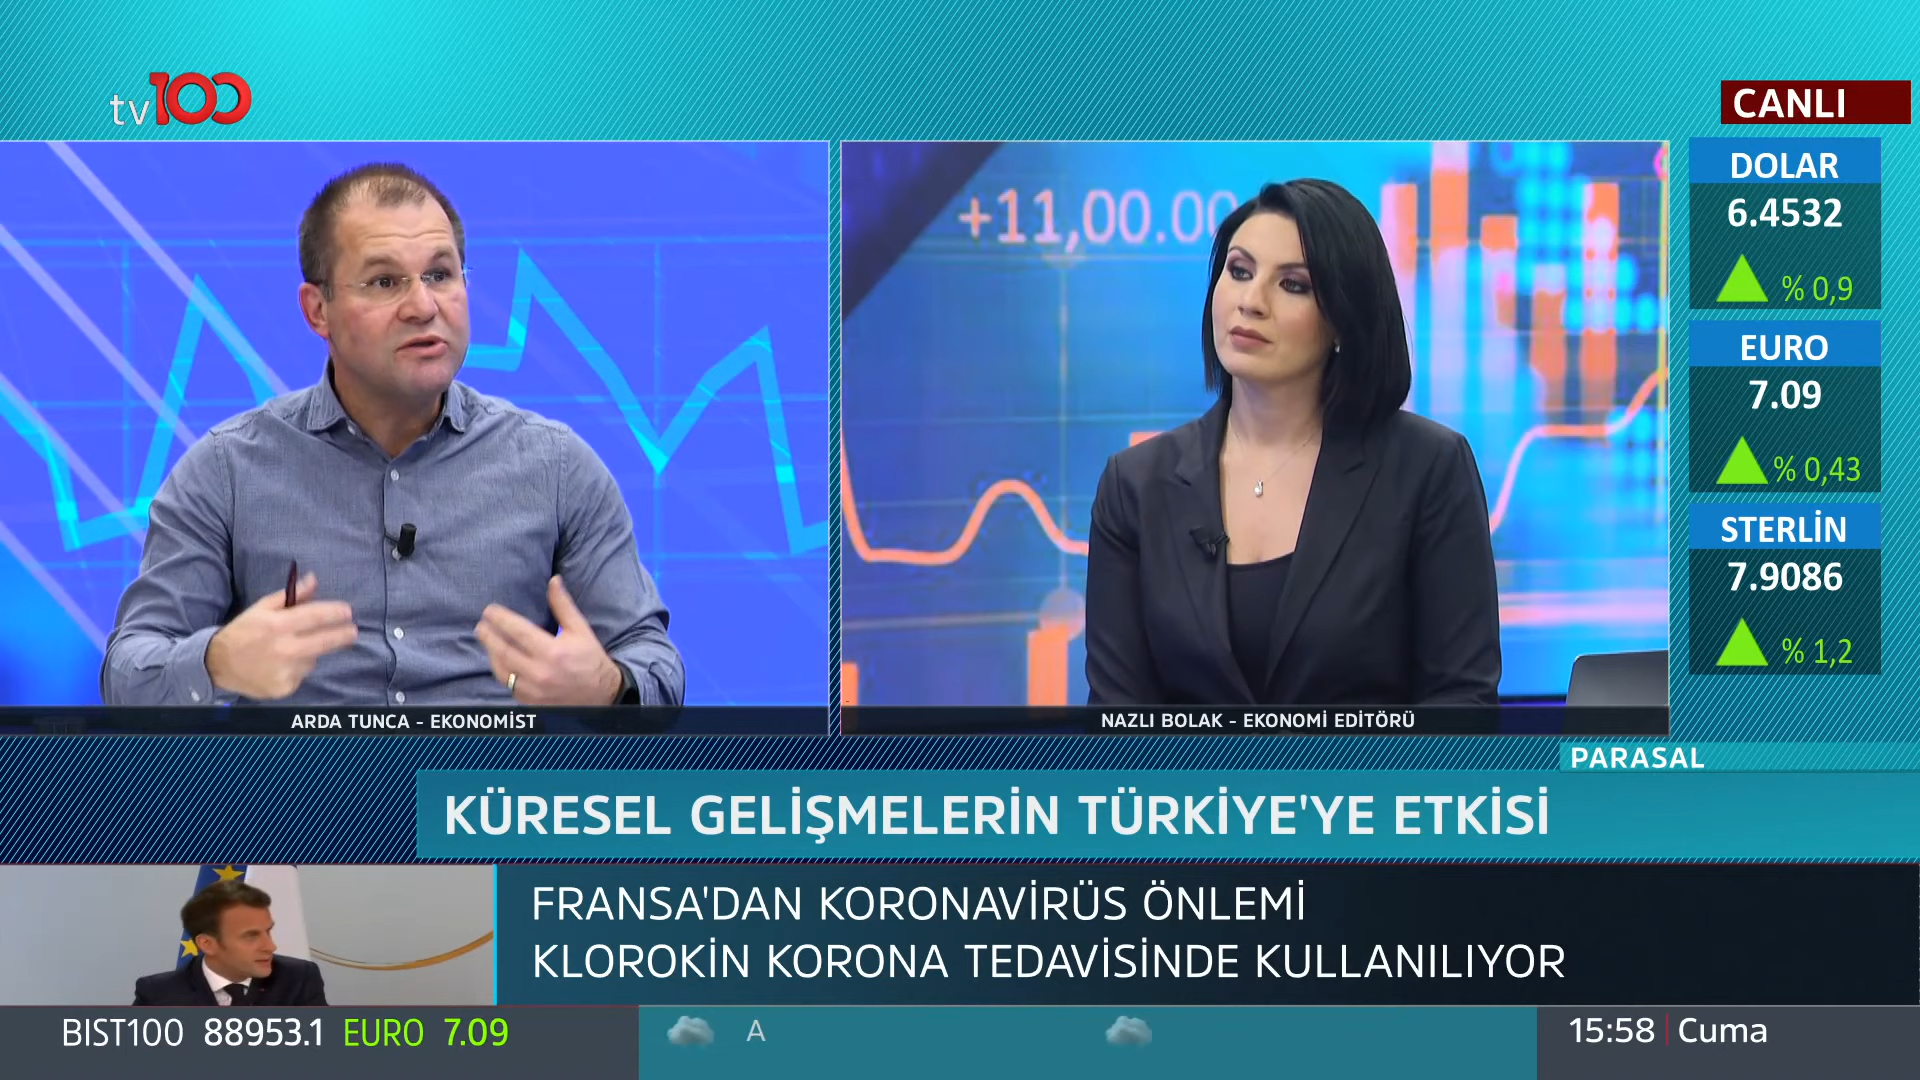 tv100
CANLI
DOLAR
6.4532
% 0,9
EURO
7.09
% 0,43
STERLİN
7.9086
% 1,2
+11,00.00
ARDA TUNCA - EKONOMİST
NAZLI BOLAK - EKONOMİ EDİTÖRÜ
PARASAL
KÜRESEL GELİŞMELERİN TÜRKİYE'YE ETKİSİ
FRANSA'DAN KORONAVİRÜS ÖNLEMİ
KLOROKİN KORONA TEDAVİSİNDE KULLANILIYOR
BIST100 88953.1 EURO 7.09
A
15:58 Cuma